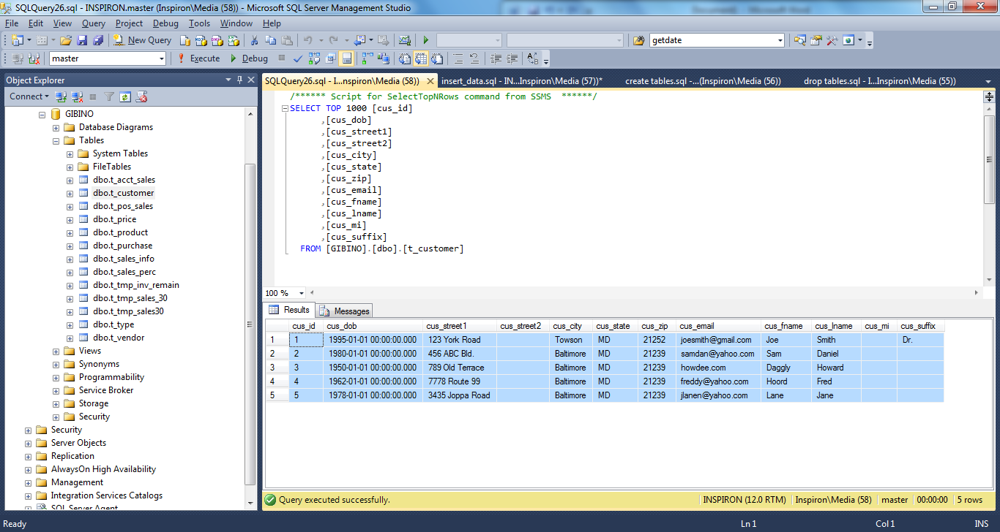 SQLQuery26.sql - INSPIRON.master (Inspiron\Media (58)) - Microsoft SQL Server Management Studio
File Edit View Query Project Debug Tools Window Help
New Query getdate
master Execute Debug
Object Explorer
Connect
GIBINO
Database Diagrams
Tables
System Tables
FileTables
dbo.t_acct_sales
dbo.t_customer
dbo.t_pos_sales
dbo.t_price
dbo.t_product
dbo.t_purchase
dbo.t_sales_info
dbo.t_sales_perc
dbo.t_tmp_inv_remain
dbo.t_tmp_sales_30
dbo.t_tmp_sales30
dbo.t_type
dbo.t_vendor
Views
Synonyms
Programmability
Service Broker
Storage
Security
Security
Server Objects
Replication
AlwaysOn High Availability
Management
Integration Services Catalogs
SQL Server Agent
SQLQuery26.sql - I...nspiron\Media (58)) insert_data.sql - IN...Inspiron\Media (57))* create tables.sql -...(Inspiron\Media (56)) drop tables.sql - I...Inspiron\Media (55))
/****** Script for SelectTopNRows command from SSMS ******/
SELECT TOP 1000 [cus_id]
,[cus_dob]
,[cus_street1]
,[cus_street2]
,[cus_city]
,[cus_state]
,[cus_zip]
,[cus_email]
,[cus_fname]
,[cus_lname]
,[cus_mi]
,[cus_suffix]
FROM [GIBINO].[dbo].[t_customer]
100 %
Results Messages
cus_id cus_dob cus_street1 cus_street2 cus_city cus_state cus_zip cus_email cus_fname cus_lname cus_mi cus_suffix
1 1 1995-01-01 00:00:00.000 123 York Road Towson MD 21252 joesmith@gmail.com Joe Smith Dr.
2 2 1980-01-01 00:00:00.000 456 ABC Bld. Baltimore MD 21239 samdan@yahoo.com Sam Daniel
3 3 1950-01-01 00:00:00.000 789 Old Terrace Baltimore MD 21239 howdee.com Daggly Howard
4 4 1962-01-01 00:00:00.000 7778 Route 99 Baltimore MD 21239 freddy@yahoo.com Hoord Fred
5 5 1978-01-01 00:00:00.000 3435 Joppa Road Baltimore MD 21239 jlanen@yahoo.com Lane Jane
Query executed successfully. INSPIRON (12.0 RTM) Inspiron\Media (58) master 00:00:00 5 rows
Ready Ln 1 Col 1 INS